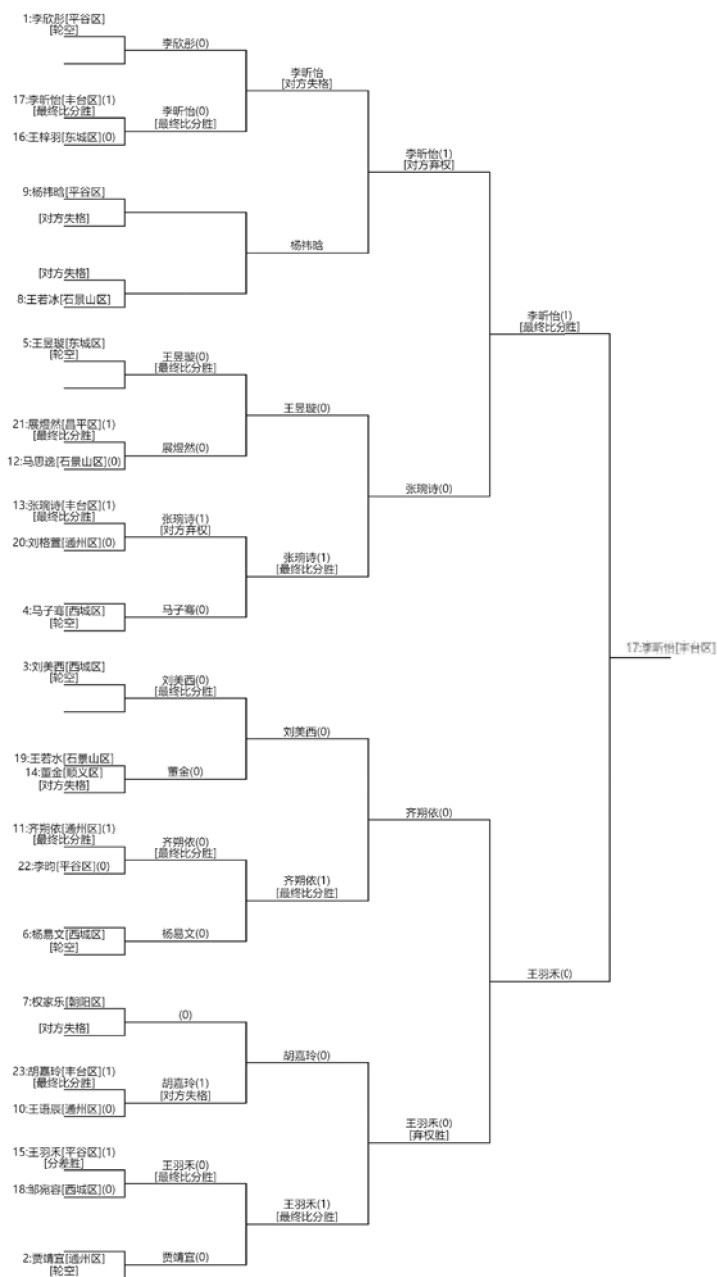 1:李欣彤[平谷区]
[轮空]
李欣彤(0)
李昕怡
[对方失格]
17:李昕怡[丰台区](1)
[最终比分胜]
李昕怡(0)
[最终比分胜]
16:王梓羽[东城区](0)
李昕怡(1)
[对方弃权]
9:杨祎晗[平谷区]
[对方失格]
杨祎晗
[对方失格]
8:王若冰[石景山区]
李昕怡(1)
[最终比分胜]
5:王昱璇[东城区]
[轮空]
王昱璇(0)
[最终比分胜]
王昱璇(0)
21:展煜然[昌平区](1)
[最终比分胜]
展煜然(0)
12:马思逸[石景山区](0)
张琬诗(0)
13:张琬诗[丰台区](1)
[最终比分胜]
张琬诗(1)
[对方弃权]
20:刘格萱[通州区](0)
张琬诗(1)
[最终比分胜]
4:马子骞[西城区]
[轮空]
马子骞(0)
17:李昕怡[丰台区]
3:刘美西[西城区]
[轮空]
刘美西(0)
[最终比分胜]
刘美西(0)
19:王若水[石景山区]
14:董金[顺义区]
[对方失格]
董金(0)
齐朔依(0)
11:齐朔依[通州区](1)
[最终比分胜]
齐朔依(0)
[最终比分胜]
22:李昀[平谷区](0)
齐朔依(1)
[最终比分胜]
6:杨易文[西城区]
[轮空]
杨易文(0)
王羽禾(0)
7:权家乐[朝阳区]
[对方失格]
(0)
胡嘉玲(0)
23:胡嘉玲[丰台区](1)
[最终比分胜]
胡嘉玲(1)
[对方失格]
10:王语辰[通州区](0)
王羽禾(0)
[弃权胜]
15:王羽禾[平谷区](1)
[分差胜]
王羽禾(0)
[最终比分胜]
18:邹宛容[西城区](0)
王羽禾(1)
[最终比分胜]
2:贾靖宜[通州区]
[轮空]
贾靖宜(0)